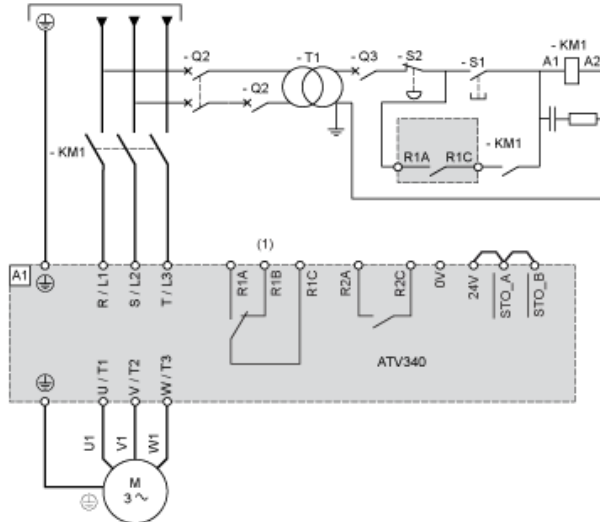 - Q2
- T1
- Q3
- S2
- S1
- KM1
A1
A2
- Q2
- KM1
R1A
R1C
- KM1
(1)
A1
R / L1
S / L2
T / L3
R1A
R1B
R1C
R2A
R2C
0V
24V
STO_A
STO_B
ATV340
U / T1
V / T2
W / T3
U1
V1
W1
M
3 ~